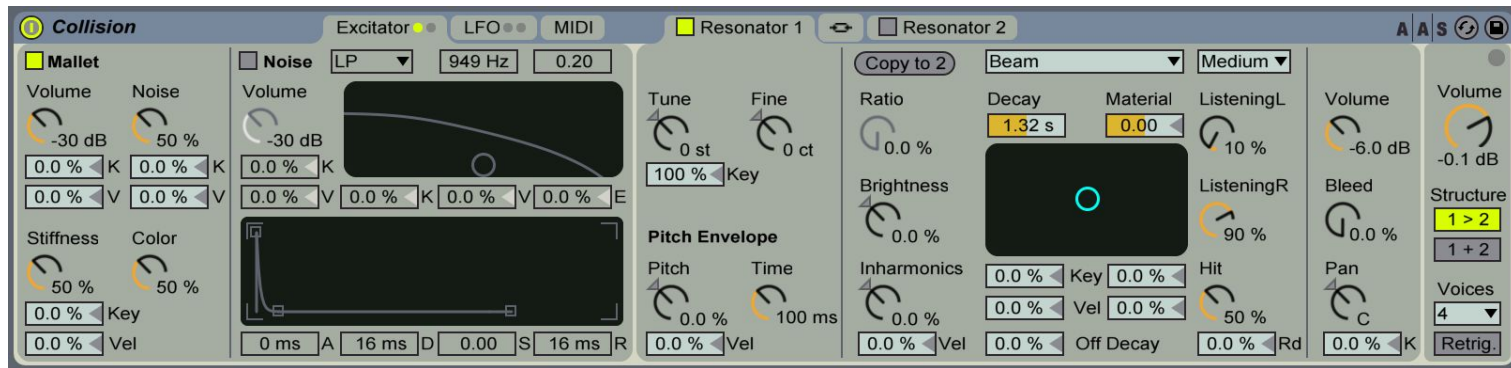 Collision
Excitator
LFO
MIDI
Resonator 1
Resonator 2
A A S
Mallet
Volume Noise
-30 dB 50 %
0.0 % K 0.0 % K
0.0 % V 0.0 % V
Stiffness Color
50 % 50 %
0.0 % Key
0.0 % Vel
Noise LP 949 Hz 0.20
Volume
-30 dB
0.0 % K
0.0 % V 0.0 % K 0.0 % V 0.0 % E
0 ms A 16 ms D 0.00 S 16 ms R
Tune Fine
0 st 0 ct
100 % Key
Pitch Envelope
Pitch Time
0.0 % 100 ms
0.0 % Vel
Copy to 2 Beam Medium
Ratio
0.0 %
Brightness
0.0 %
Inharmonics
0.0 %
0.0 % Vel
Decay Material
1.32 s 0.00
0.0 % Key 0.0 %
0.0 % Vel 0.0 %
0.0 % Off Decay
ListeningL
10 %
ListeningR
90 %
Hit
50 %
0.0 % Rd
Volume
-6.0 dB
Bleed
0.0 %
Pan
C
0.0 % K
Volume
-0.1 dB
Structure
1 > 2
1 + 2
Voices
4
Retrig.